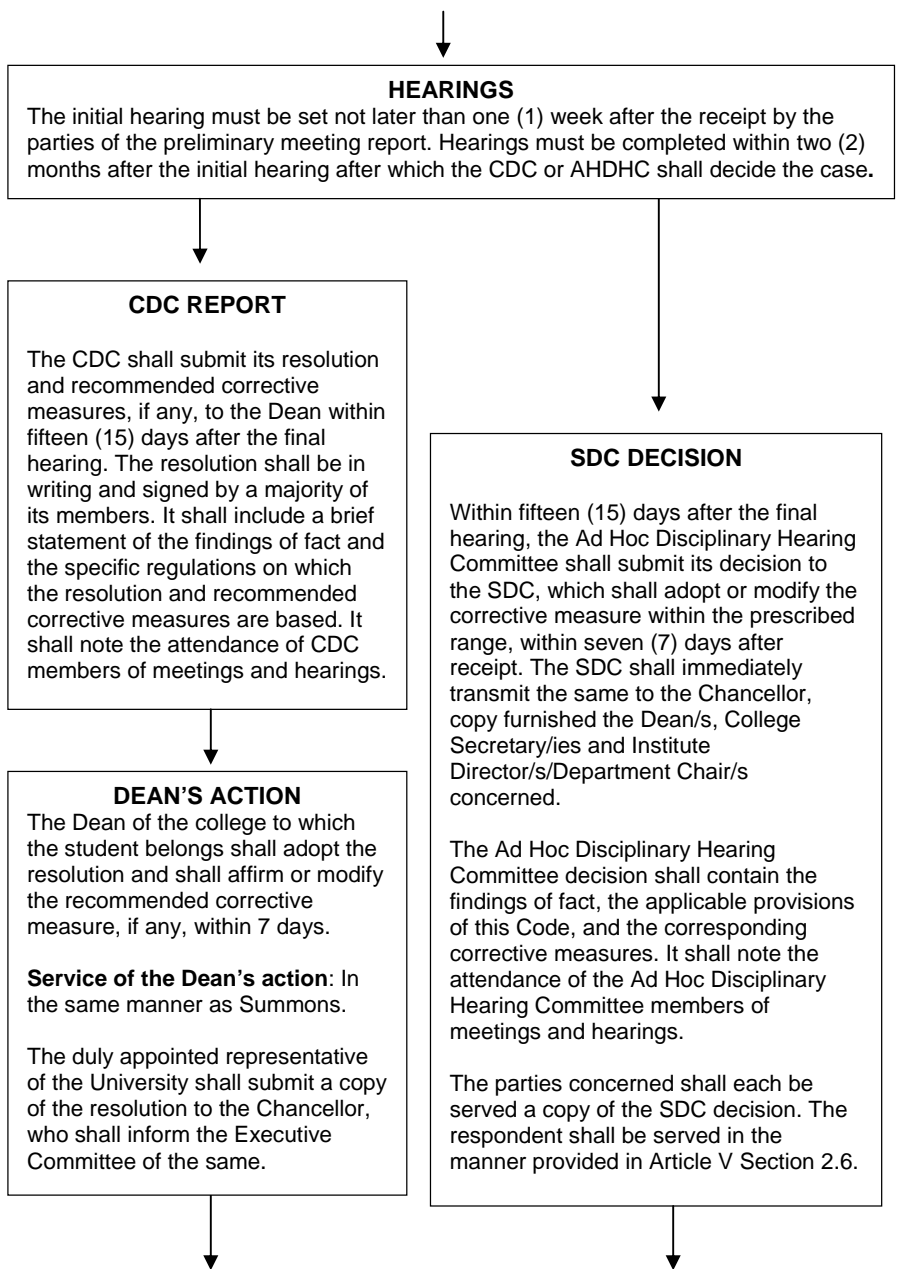 HEARINGS
The initial hearing must be set not later than one (1) week after the receipt by the
parties of the preliminary meeting report. Hearings must be completed within two (2)
months after the initial hearing after which the CDC or AHDHC shall decide the case.
CDC REPORT
The CDC shall submit its resolution
and recommended corrective
measures, if any, to the Dean within
fifteen (15) days after the final
hearing. The resolution shall be in
writing and signed by a majority of
its members. It shall include a brief
statement of the findings of fact and
the specific regulations on which
the resolution and recommended
corrective measures are based. It
shall note the attendance of CDC
members of meetings and hearings.
DEAN'S ACTION
The Dean of the college to which
the student belongs shall adopt the
resolution and shall affirm or modify
the recommended corrective
measure, if any, within 7 days.
Service of the Dean's action: In
the same manner as Summons.
The duly appointed representative
of the University shall submit a copy
of the resolution to the Chancellor,
who shall inform the Executive
Committee of the same.
SDC DECISION
Within fifteen (15) days after the final
hearing, the Ad Hoc Disciplinary Hearing
Committee shall submit its decision to
the SDC, which shall adopt or modify the
corrective measure within the prescribed
range, within seven (7) days after
receipt. The SDC shall immediately
transmit the same to the Chancellor,
copy furnished the Dean/s, College
Secretary/ies and Institute
Director/s/Department Chair/s
concerned.
The Ad Hoc Disciplinary Hearing
Committee decision shall contain the
findings of fact, the applicable provisions
of this Code, and the corresponding
corrective measures. It shall note the
attendance of the Ad Hoc Disciplinary
Hearing Committee members of
meetings and hearings.
The parties concerned shall each be
served a copy of the SDC decision. The
respondent shall be served in the
manner provided in Article V Section 2.6.